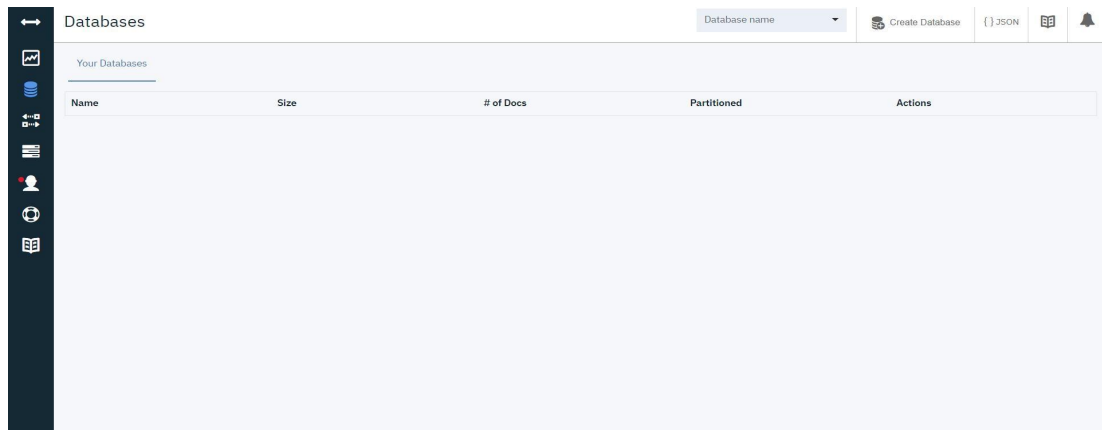 Databases
Database name
Create Database
{ } JSON
Your Databases
Name Size # of Docs Partitioned Actions